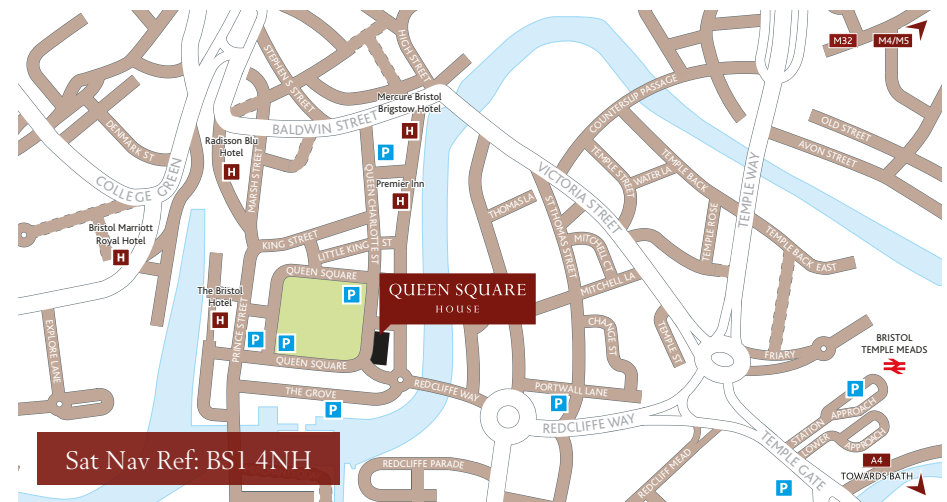 M32
M4/M5
HIGH STREET
STEPHEN S STREET
COUNTERSLIP PASSAGE
Mercure Bristol
Brigstow Hotel
H
BALDWIN STREET
DENMARK ST
OLD STREET
Radisson Blu
Hotel
H
P
AVON STREET
COLLEGE GREEN
MARSH STREET
QUEEN CHARLOTTE ST
Premier Inn
H
VICTORIA STREET
TEMPLE STREET
WATER LA
TEMPLE BACK
TEMPLE WAY
THOMAS LA
ST THOMAS STREET
TEMPLE ROSE
Bristol Marriott
Royal Hotel
H
KING STREET
LITTLE KING ST
MITCHELL CT
TEMPLE BACK EAST
QUEEN SQUARE
MITCHELL LA
The Bristol
Hotel
H
P
QUEEN SQUARE
HOUSE
PRINCE STREET
P
P
EXPLORE LANE
CHANGE ST
TEMPLE ST
BRISTOL
TEMPLE MEADS
FRIARY
QUEEN SQUARE
THE GROVE
P
REDCLIFFE WAY
PORTWALL LANE
P
REDCLIFFE WAY
P
STATION APPROACH
LOWER APPROACH
TEMPLE GATE
Sat Nav Ref: BS1 4NH
REDCLIFFE PARADE
REDCLIFF MEAD
A4
TOWARDS BATH
P